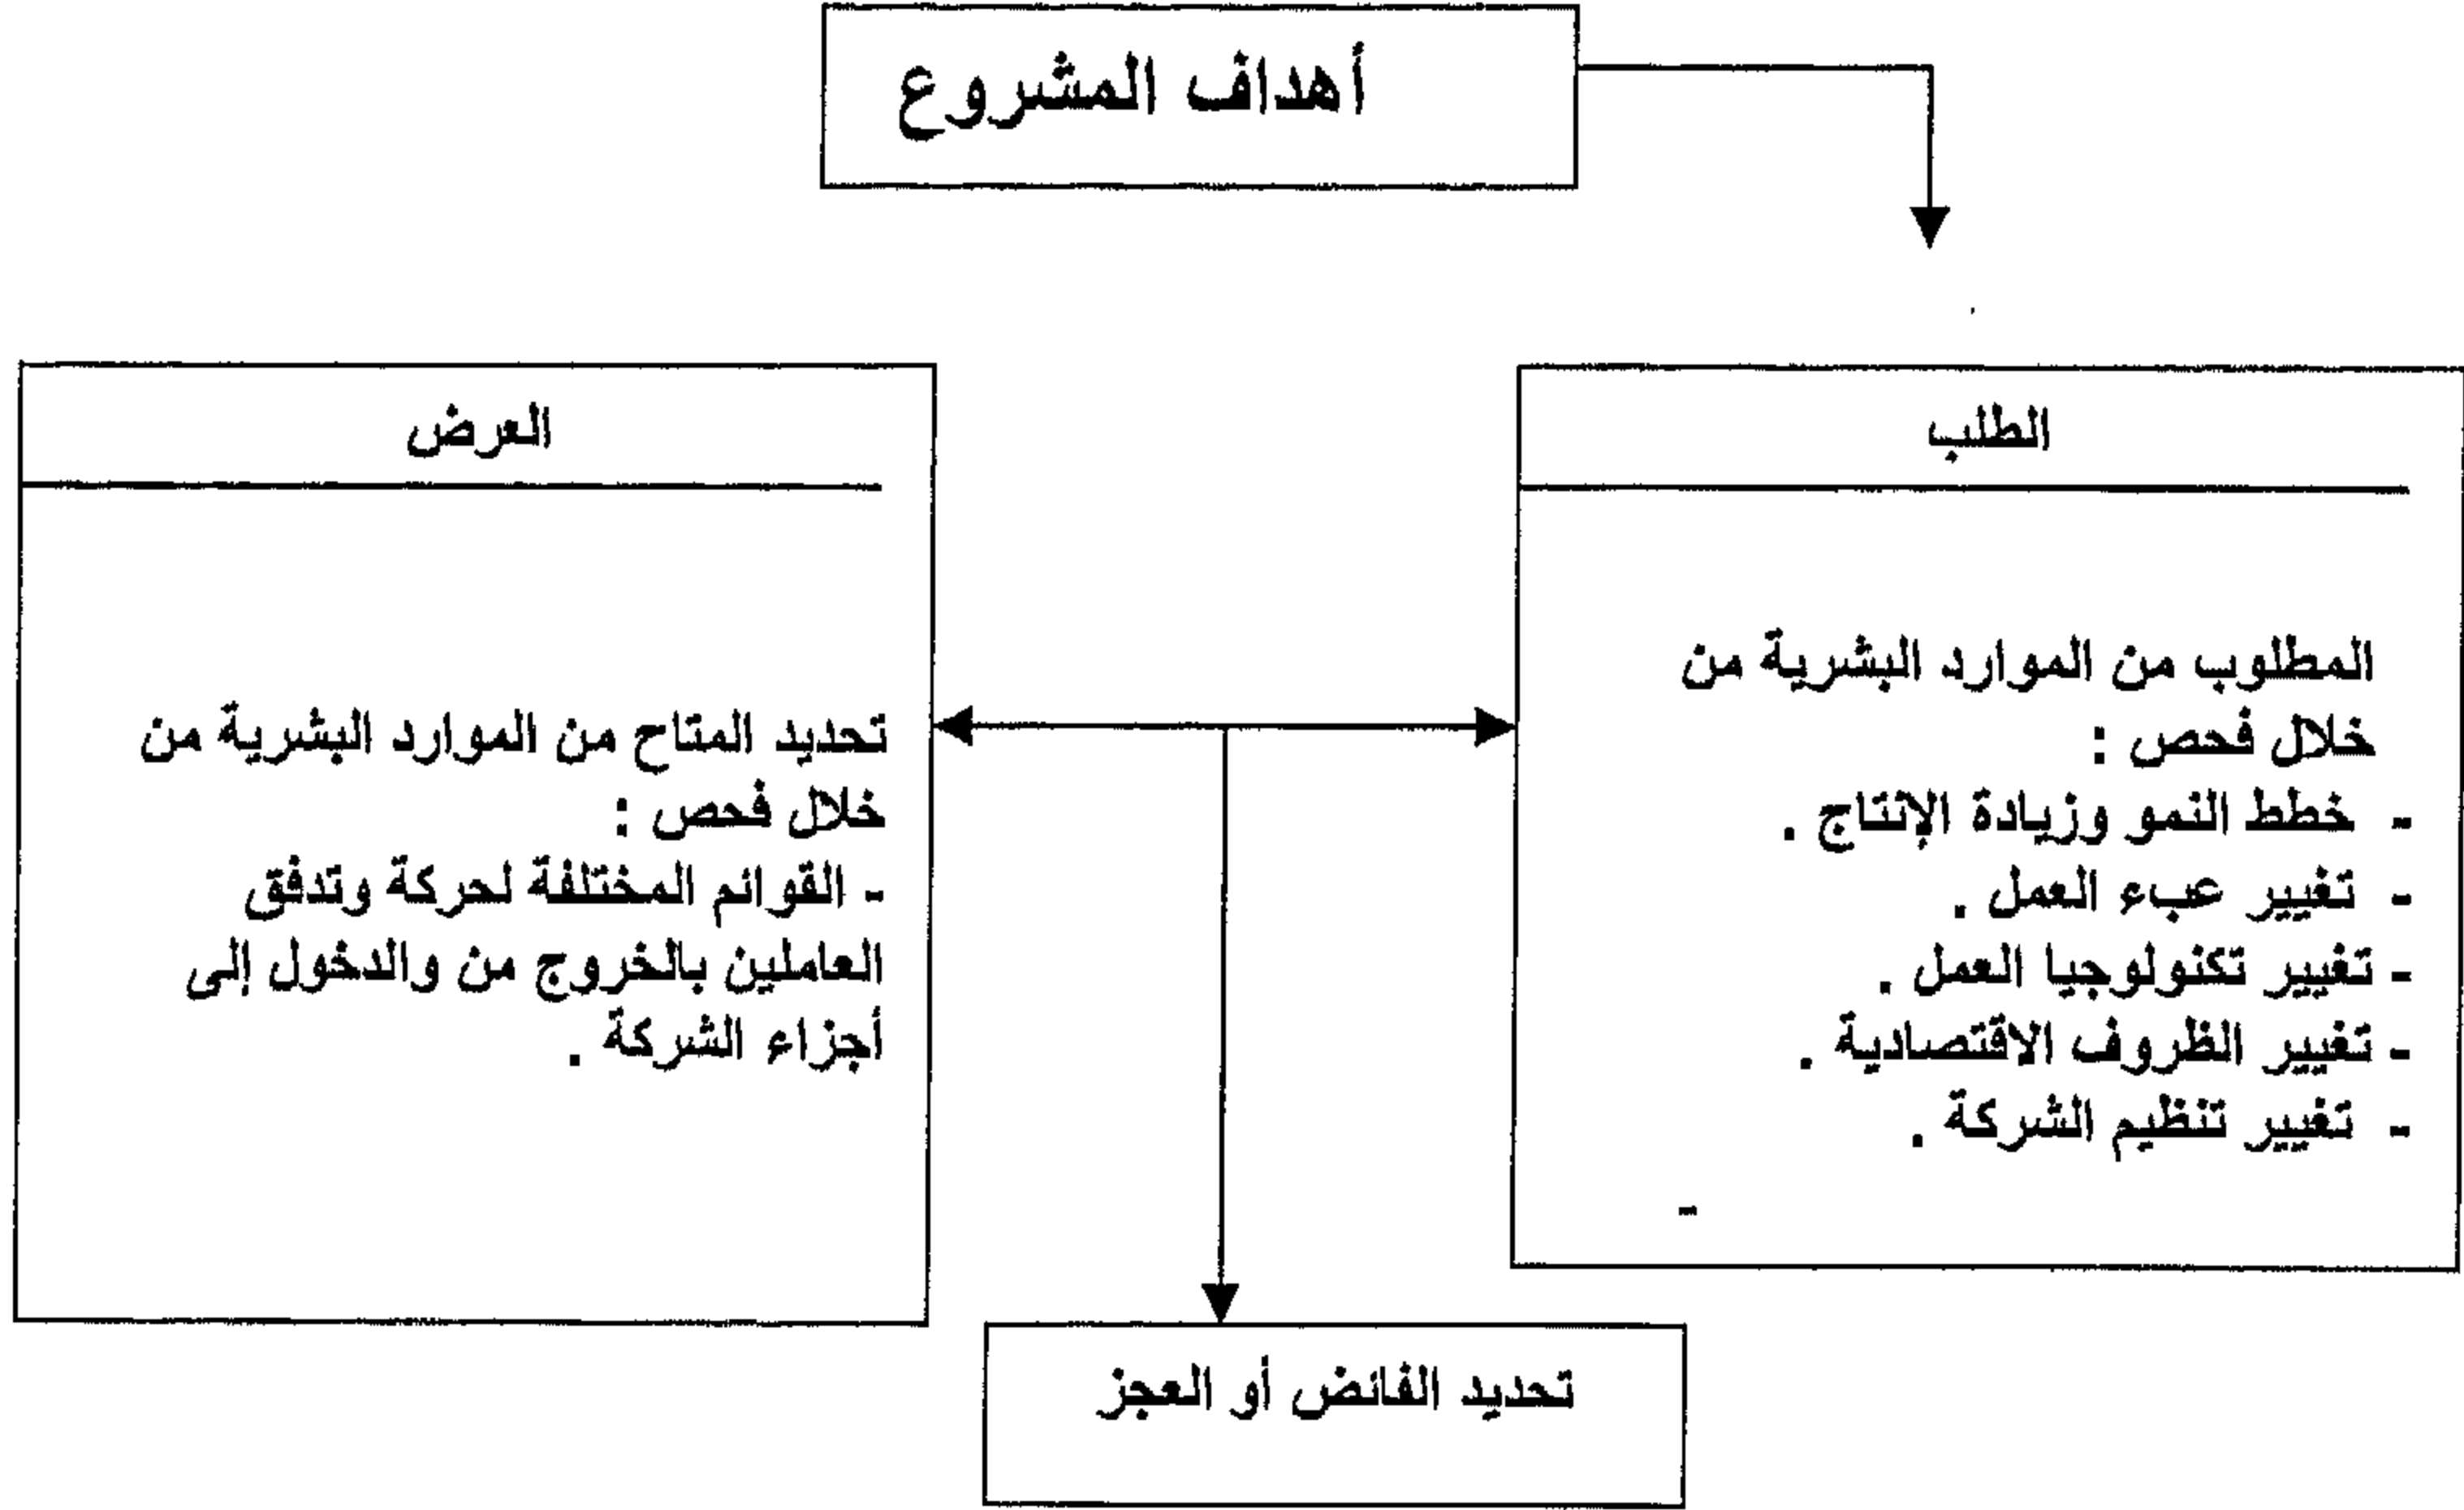 أهداف المشروع
الطلب
المطلوب من الموارد البشرية من
خلال فحص :
- خطط النمو وزيادة الإنتاج .
- تغيير عبء العمل .
- تغيير تكنولوجيا العمل .
- تغيير الظروف الاقتصادية .
- تغيير تنظيم الشركة .
-
العرض
تحديد المتاح من الموارد البشرية من
خلال فحص :
- القوائم المختلفة لحركة وتدفق
العاملين بالخروج من والدخول إلى
أجزاء الشركة .
تحديد الفائض أو العجز